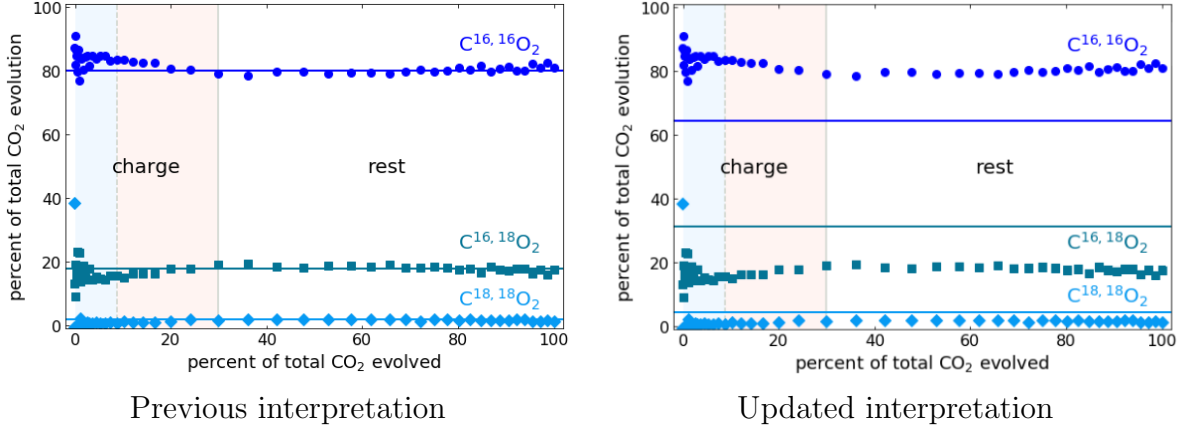 100
80
60
40
20
0
percent of total CO₂ evolution
C¹⁶,¹⁶O₂
charge
rest
C¹⁶,¹⁸O₂
C¹⁸,¹⁸O₂
0 20 40 60 80 100
percent of total CO₂ evolved
Previous interpretation
100
80
60
40
20
0
percent of total CO₂ evolution
C¹⁶,¹⁶O₂
charge
rest
C¹⁶,¹⁸O₂
C¹⁸,¹⁸O₂
0 20 40 60 80 100
percent of total CO₂ evolved
Updated interpretation